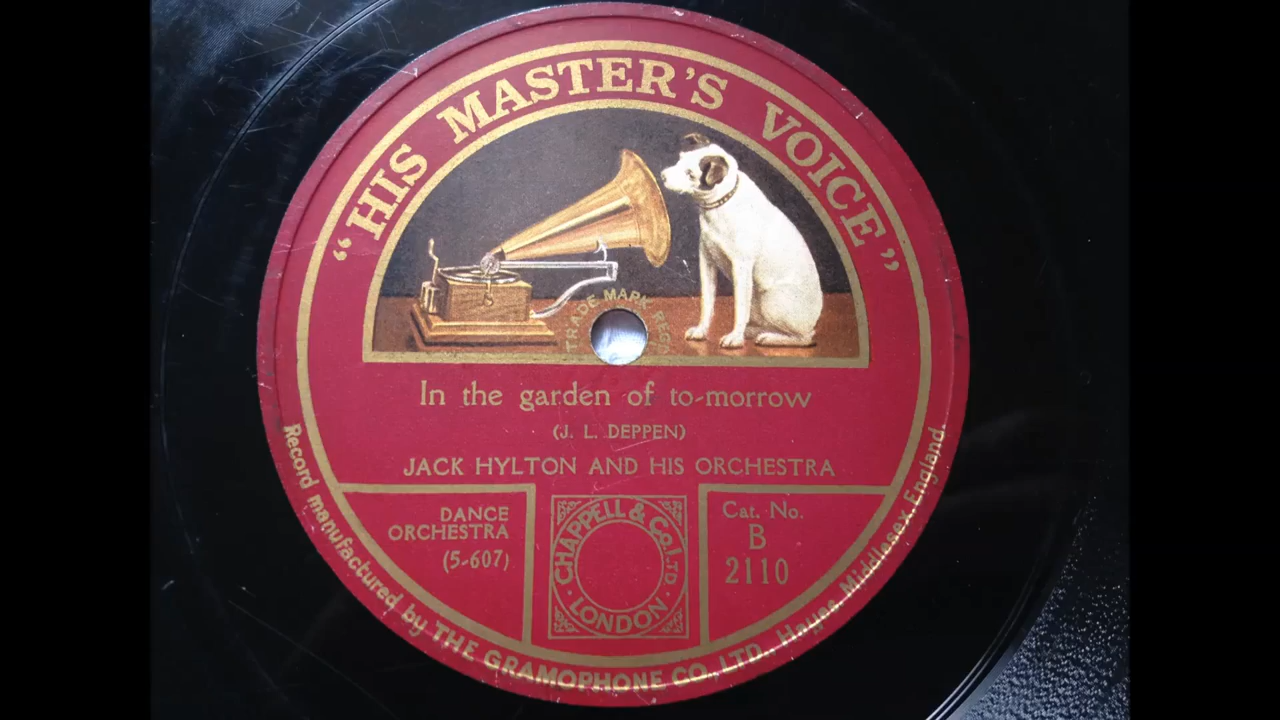 “HIS MASTER'S VOICE”
TRADE MARK REGD
In the garden of to-morrow
(J. L. DEPPEN)
JACK HYLTON AND HIS ORCHESTRA
DANCE
ORCHESTRA
(5-607)
CHAPPELL & Co. LTD
· LONDON ·
Cat. No.
B
2110
Record manufactured by THE GRAMOPHONE CO., LTD., Hayes, Middlesex, England.